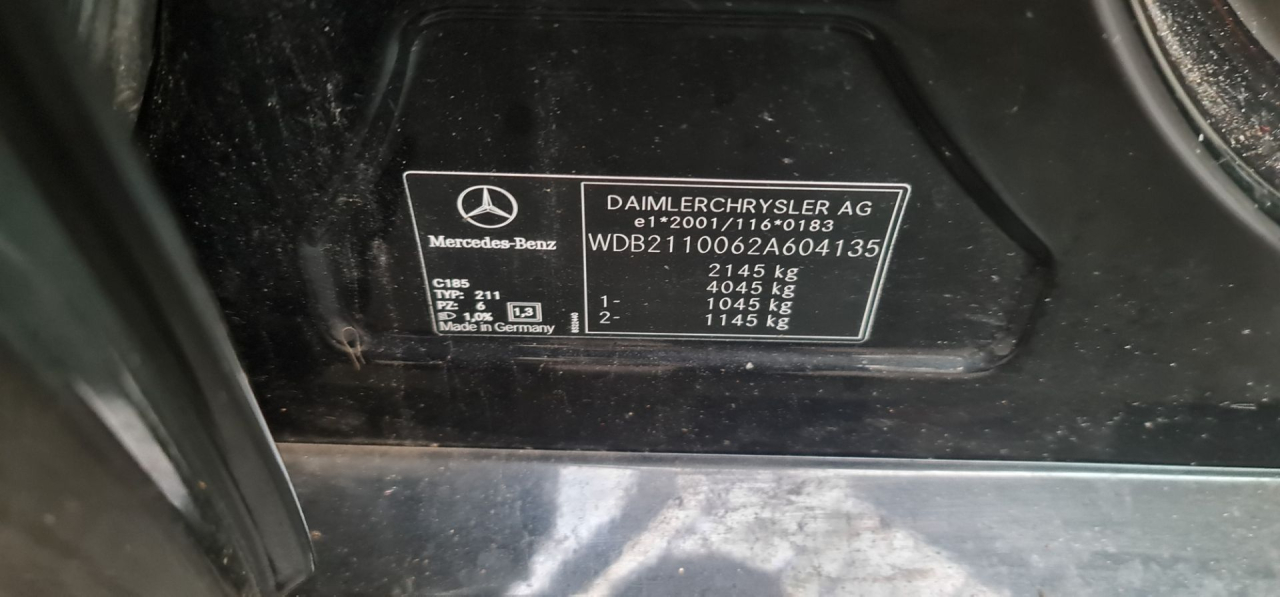 Mercedes-Benz
C185
TYP: 211
PZ: 6
1,0%
1,3
Made in Germany
DAIMLERCHRYSLER AG
e1*2001/116*0183
WDB2110062A604135
2145 kg
4045 kg
1- 1045 kg
2- 1145 kg